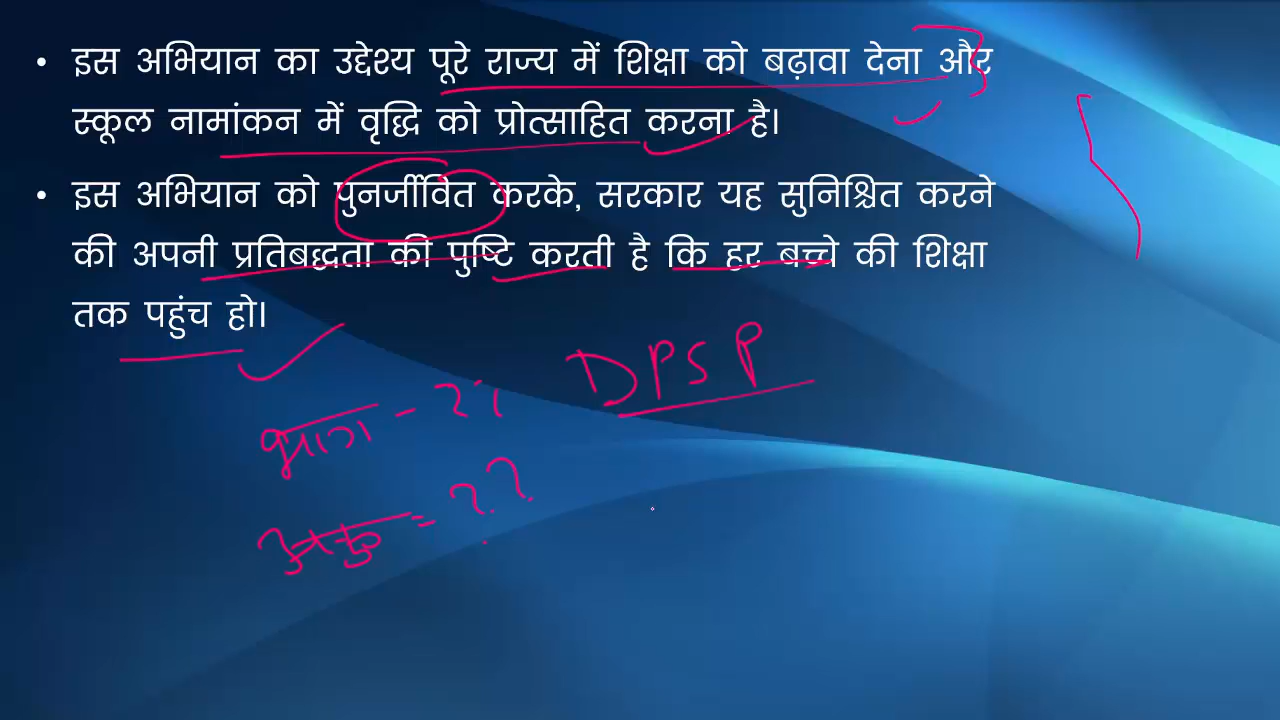 • इस अभियान का उद्देश्य पूरे राज्य में शिक्षा को बढ़ावा देना और
स्कूल नामांकन में वृद्धि को प्रोत्साहित करना है।
• इस अभियान को पुनर्जीवित करके, सरकार यह सुनिश्चित करने
की अपनी प्रतिबद्धता की पुष्टि करती है कि हर बच्चे की शिक्षा
तक पहुंच हो।
DPSP
भाग - ??
अनु = ??